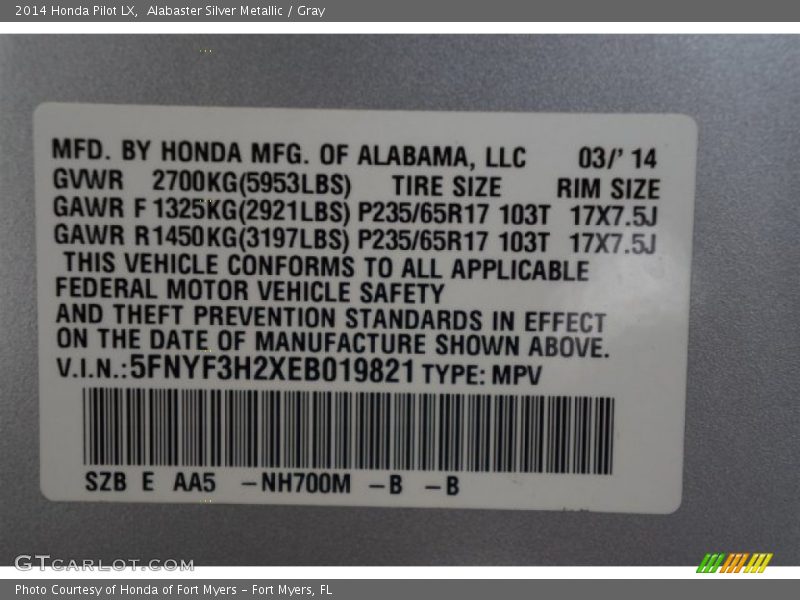 2014 Honda Pilot LX, Alabaster Silver Metallic / Gray
MFD. BY HONDA MFG. OF ALABAMA, LLC 03/' 14
GVWR 2700KG(5953LBS) TIRE SIZE RIM SIZE
GAWR F 1325KG(2921LBS) P235/65R17 103T 17X7.5J
GAWR R1450KG(3197LBS) P235/65R17 103T 17X7.5J
THIS VEHICLE CONFORMS TO ALL APPLICABLE
FEDERAL MOTOR VEHICLE SAFETY
AND THEFT PREVENTION STANDARDS IN EFFECT
ON THE DATE OF MANUFACTURE SHOWN ABOVE.
V.I.N.:5FNYF3H2XEB019821 TYPE: MPV
SZB E AA5 -NH700M -B -B
GTCARLOT.COM
Photo Courtesy of Honda of Fort Myers - Fort Myers, FL